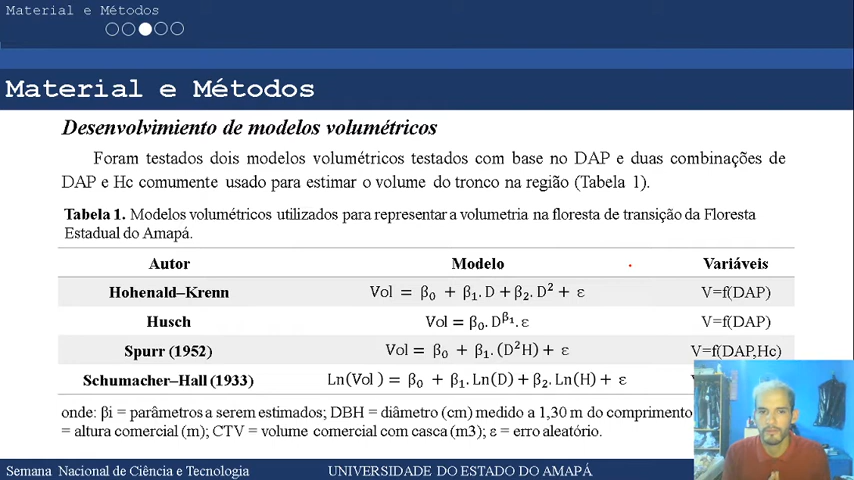 Material e Métodos
Material e Métodos
Desenvolvimiento de modelos volumétricos
Foram testados dois modelos volumétricos testados com base no DAP e duas combinações de
DAP e Hc comumente usado para estimar o volume do tronco na região (Tabela 1).
Tabela 1. Modelos volumétricos utilizados para representar a volumetria na floresta de transição da Floresta
Estadual do Amapá.
Autor Modelo Variáveis
Hohenald–Krenn Vol = β₀ + β₁. D + β₂. D² + ε V=f(DAP)
Husch Vol = β₀. D^β₁. ε V=f(DAP)
Spurr (1952) Vol = β₀ + β₁. (D²H) + ε V=f(DAP,Hc)
Schumacher–Hall (1933) Ln(Vol) = β₀ + β₁. Ln(D) + β₂. Ln(H) + ε
onde: βi = parâmetros a serem estimados; DBH = diâmetro (cm) medido a 1,30 m do comprimento
= altura comercial (m); CTV = volume comercial com casca (m3); ε = erro aleatório.
Semana Nacional de Ciência e Tecnologia UNIVERSIDADE DO ESTADO DO AMAPÁ